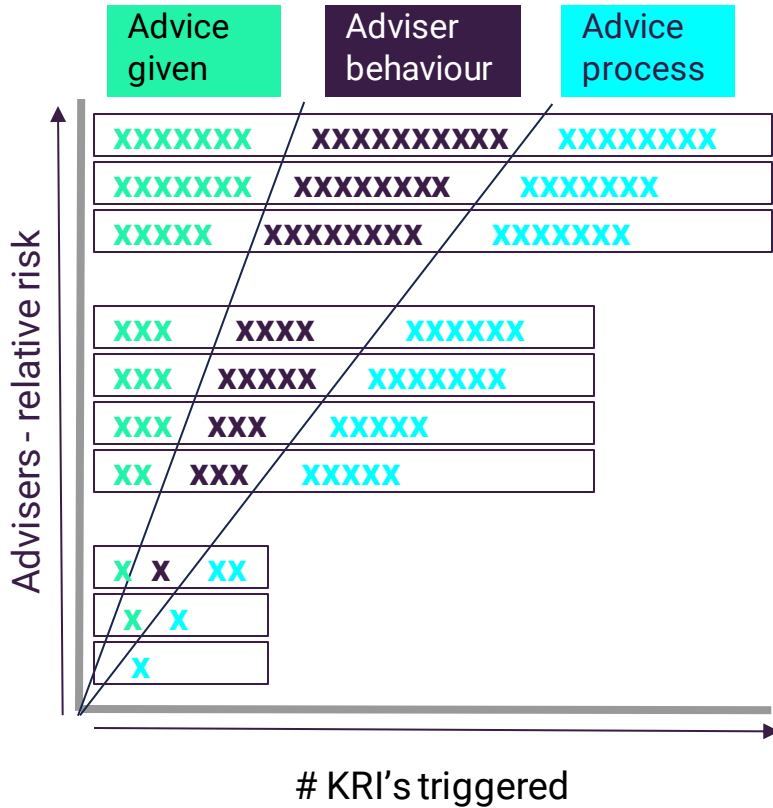 Advice
given
Adviser
behaviour
Advice
process
xxxxxxx xxxxxxxxxx xxxxxxxx
xxxxxxx xxxxxxxx xxxxxxx
xxxxx xxxxxxxx xxxxxxx
xxx xxxx xxxxxx
xxx xxxxx xxxxxxx
xxx xxx xxxxx
xx xxx xxxxx
x x xx
x x
x
Advisers - relative risk
# KRI's triggered